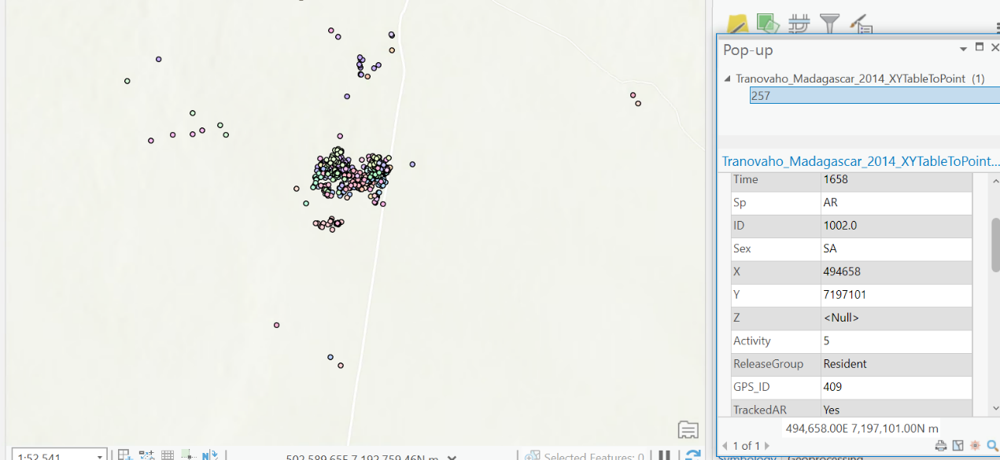 Pop-up
Tranovaho_Madagascar_2014_XYTableToPoint (1)
257
Tranovaho_Madagascar_2014_XYTableToPoint...
Time 1658
Sp AR
ID 1002.0
Sex SA
X 494658
Y 7197101
Z <Null>
Activity 5
ReleaseGroup Resident
GPS_ID 409
TrackedAR Yes
494,658.00E 7,197,101.00N m
1 of 1
1:52,541
N
502,589.65E 7,192,759.46N m
Selected Features: 0
Symbology
Geoprocessing